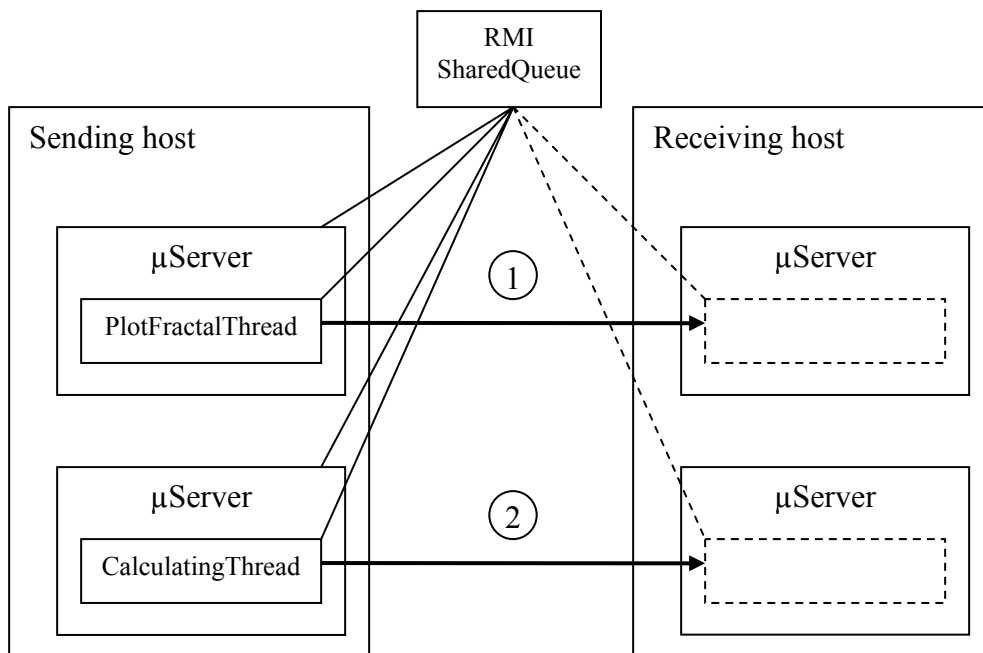 RMI
SharedQueue
Sending host
Receiving host
µServer
µServer
1
PlotFractalThread
µServer
µServer
2
CalculatingThread